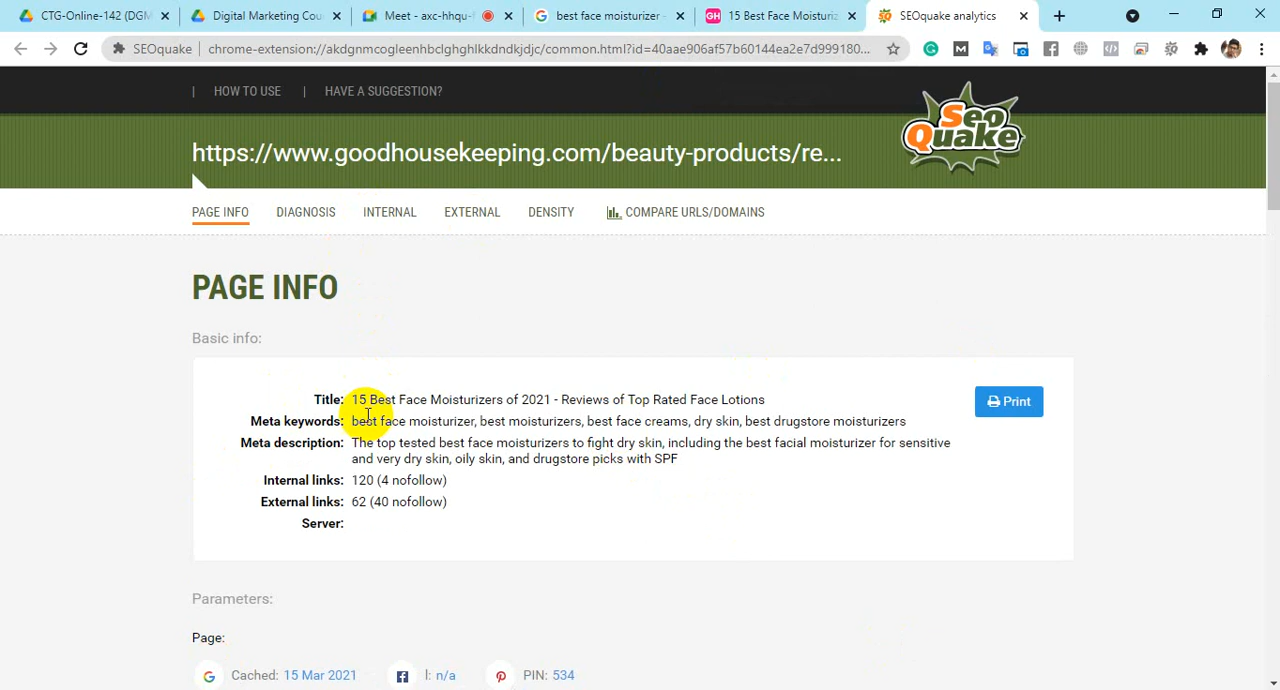 CTG-Online-142 (DGM
Digital Marketing Cou
Meet - axc-hhqu-f
best face moisturizer -
GH 15 Best Face Moisturiz
SEOquake analytics
SEOquake | chrome-extension://akdgnmcogleenhbclghghlkkdndkjdjc/common.html?id=40aae906af57b60144ea2e7d999180...
| HOW TO USE | HAVE A SUGGESTION?
Seo Quake
https://www.goodhousekeeping.com/beauty-products/re...
PAGE INFO DIAGNOSIS INTERNAL EXTERNAL DENSITY COMPARE URLS/DOMAINS
PAGE INFO
Basic info:
Title: 15 Best Face Moisturizers of 2021 - Reviews of Top Rated Face Lotions
Print
Meta keywords: best face moisturizer, best moisturizers, best face creams, dry skin, best drugstore moisturizers
Meta description: The top tested best face moisturizers to fight dry skin, including the best facial moisturizer for sensitive
and very dry skin, oily skin, and drugstore picks with SPF
Internal links: 120 (4 nofollow)
External links: 62 (40 nofollow)
Server:
Parameters:
Page:
Cached: 15 Mar 2021 l: n/a PIN: 534